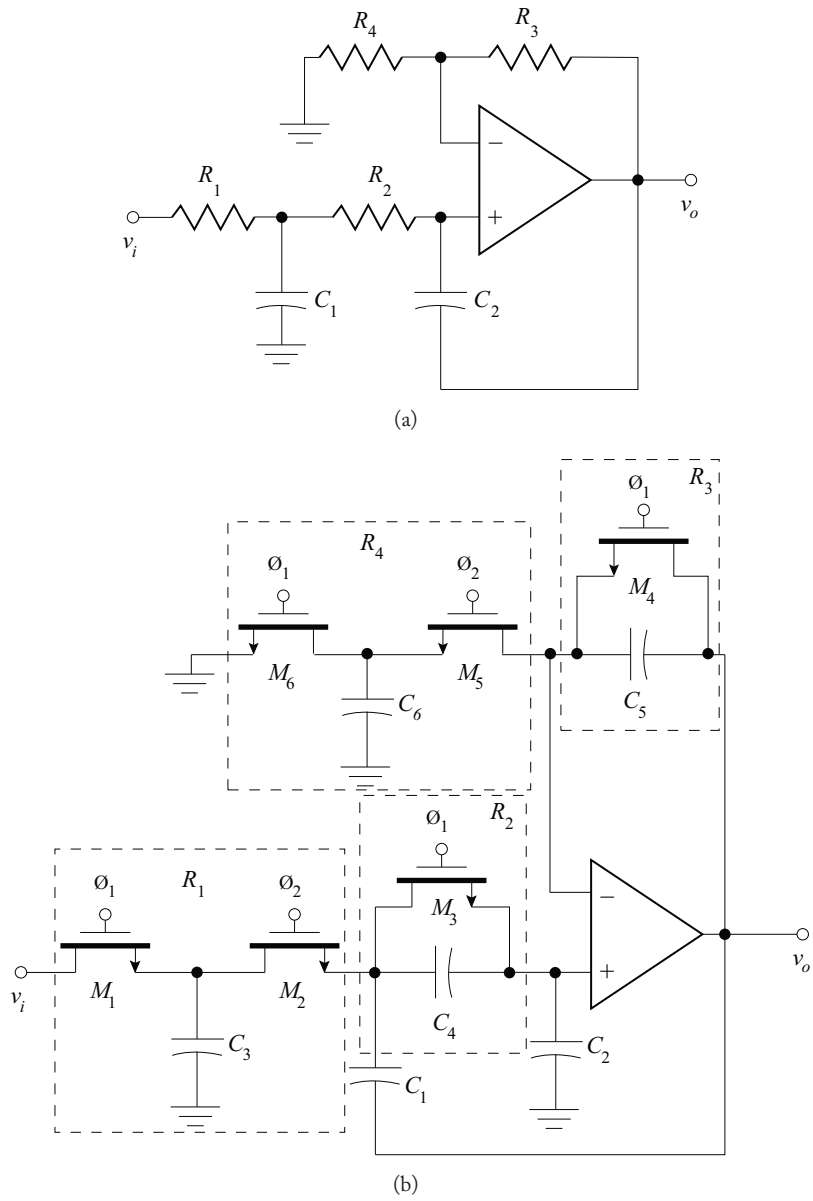 R4 R3
−
R1 R2
+
vi vo
C1 C2
(a)
R3
Ø1
R4
Ø1 Ø2
M4
M6 M5
C6 C5
R2
Ø1
R1
Ø1 Ø2
−
M3
+
vi M1 M2 vo
C4
C3 C2
C1
(b)